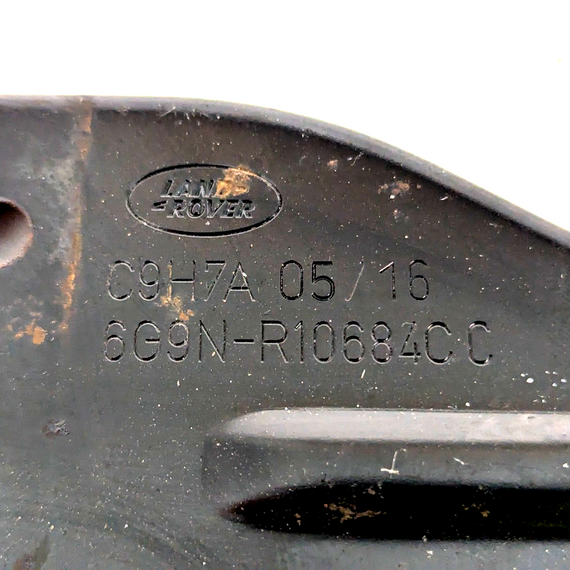 LAND
ROVER
C9H7A 05/16
6G9N-R10684CC